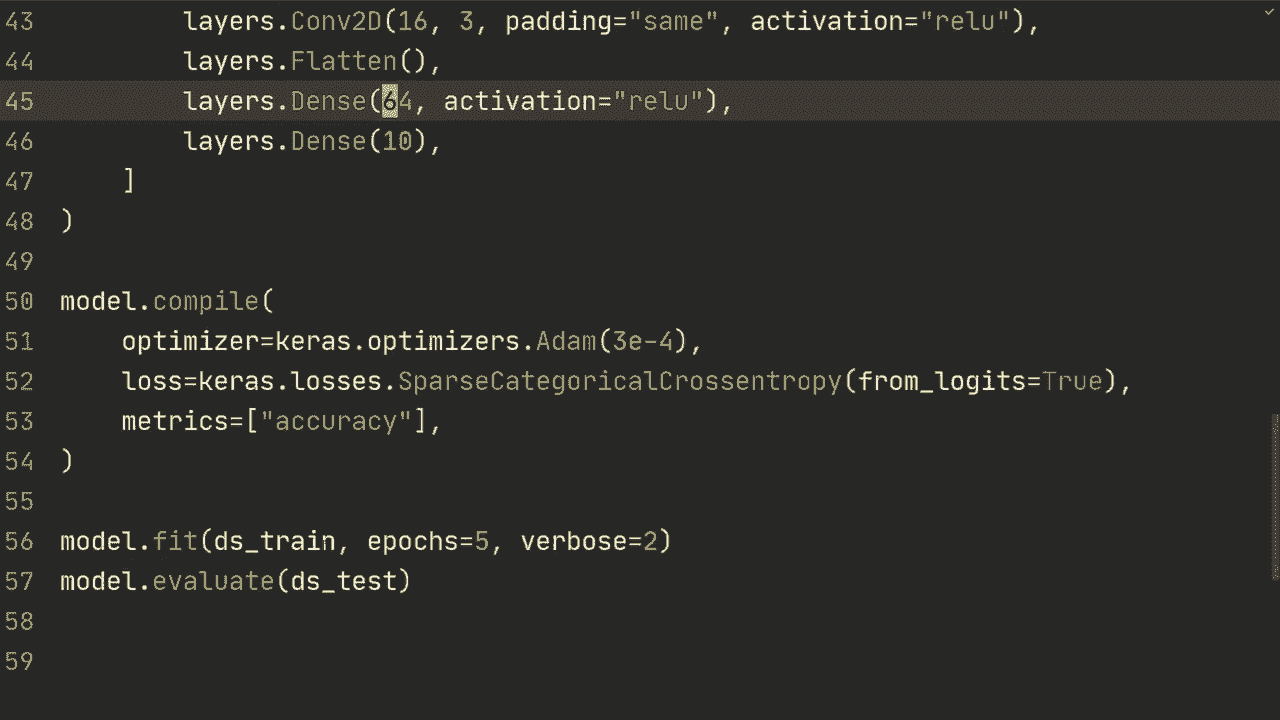 43 layers.Conv2D(16, 3, padding="same", activation="relu"),
44 layers.Flatten(),
45 layers.Dense(64, activation="relu"),
46 layers.Dense(10),
47 ]
48 )
49
50 model.compile(
51 optimizer=keras.optimizers.Adam(3e-4),
52 loss=keras.losses.SparseCategoricalCrossentropy(from_logits=True),
53 metrics=["accuracy"],
54 )
55
56 model.fit(ds_train, epochs=5, verbose=2)
57 model.evaluate(ds_test)
58
59